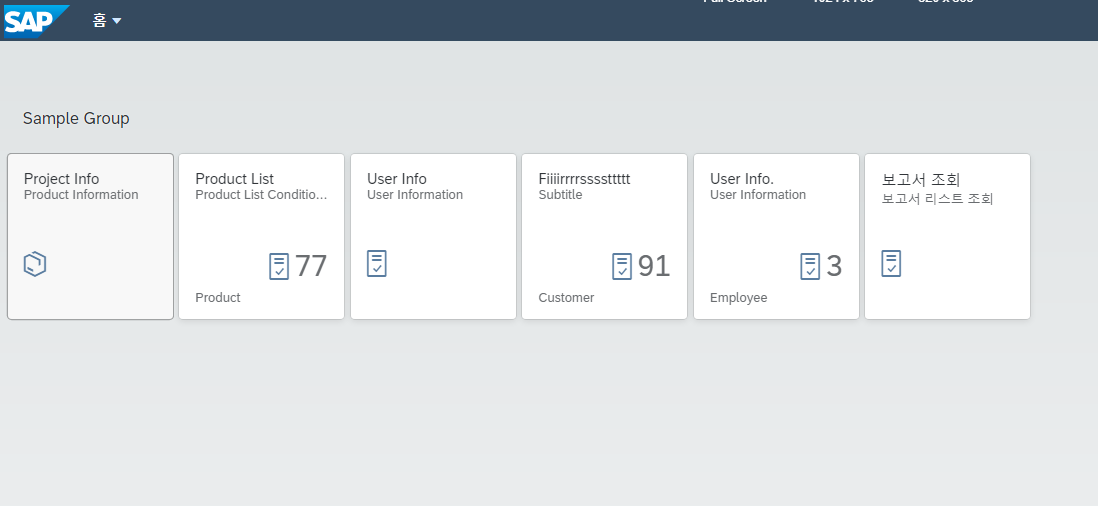 SAP
홈
Sample Group
Project Info
Product Information
Product List
Product List Conditio...
77
Product
User Info
User Information
Fiiiirrrrsssssttttt
Subtitle
91
Customer
User Info.
User Information
3
Employee
보고서 조회
보고서 리스트 조회